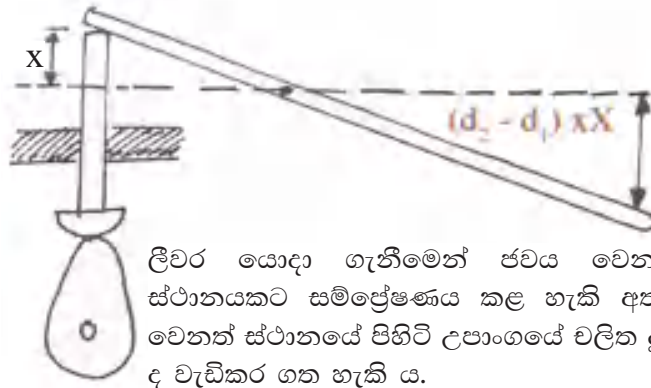 x
(d₂ - d₁) xX
ලීවර යොදා ගැනීමෙන් ජවය වෙන
ස්ථානයකට සම්ප්‍රේෂණය කළ හැකි අත
වෙනත් ස්ථානයේ පිහිටි උපාංගයේ චලිත
ද වැඩිකර ගත හැකි ය.